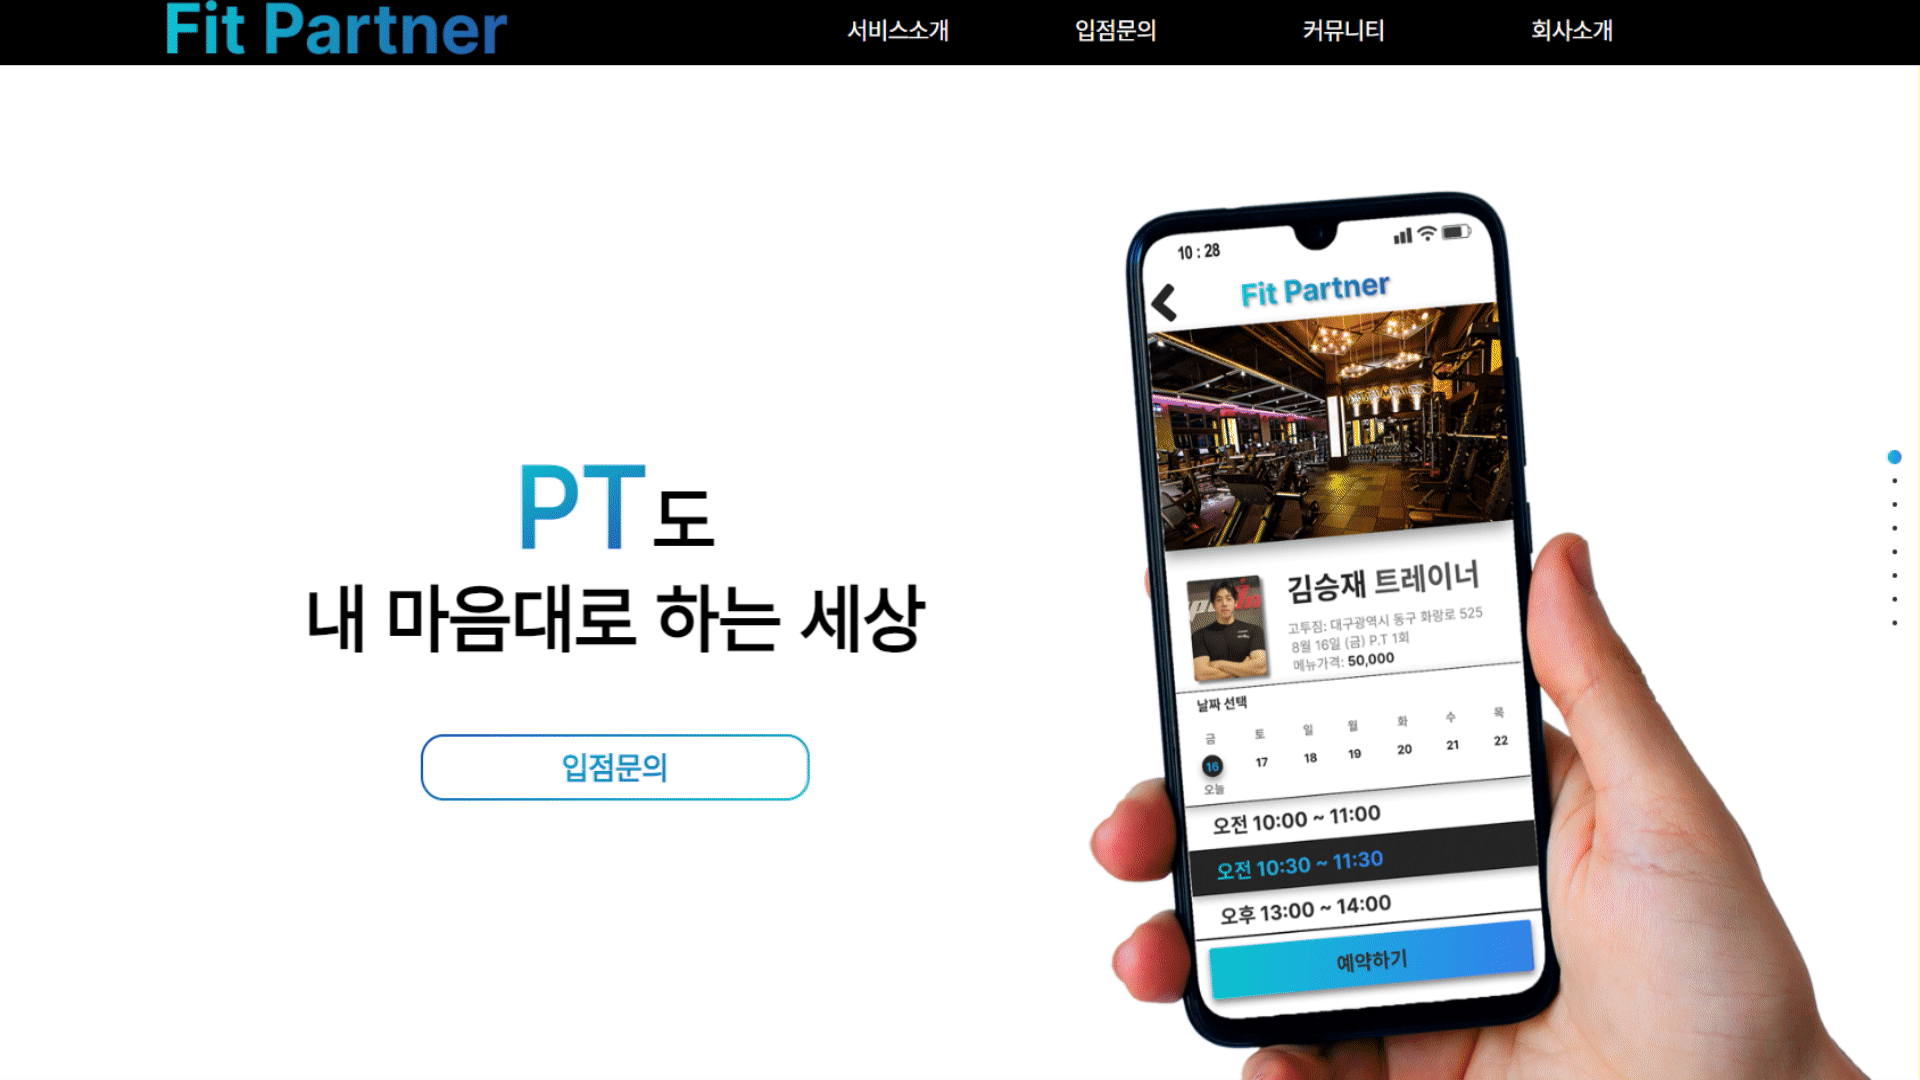 Fit Partner
서비스소개
입점문의
커뮤니티
회사소개
PT도
내 마음대로 하는 세상
입점문의
10 : 28
Fit Partner
김승재 트레이너
고투짐: 대구광역시 동구 화랑로 525
8월 16일 (금) P.T 1회
메뉴가격: 50,000
날짜 선택
금 토 일 월 화 수 목
16 17 18 19 20 21 22
오늘
오전 10:00 ~ 11:00
오전 10:30 ~ 11:30
오후 13:00 ~ 14:00
예약하기